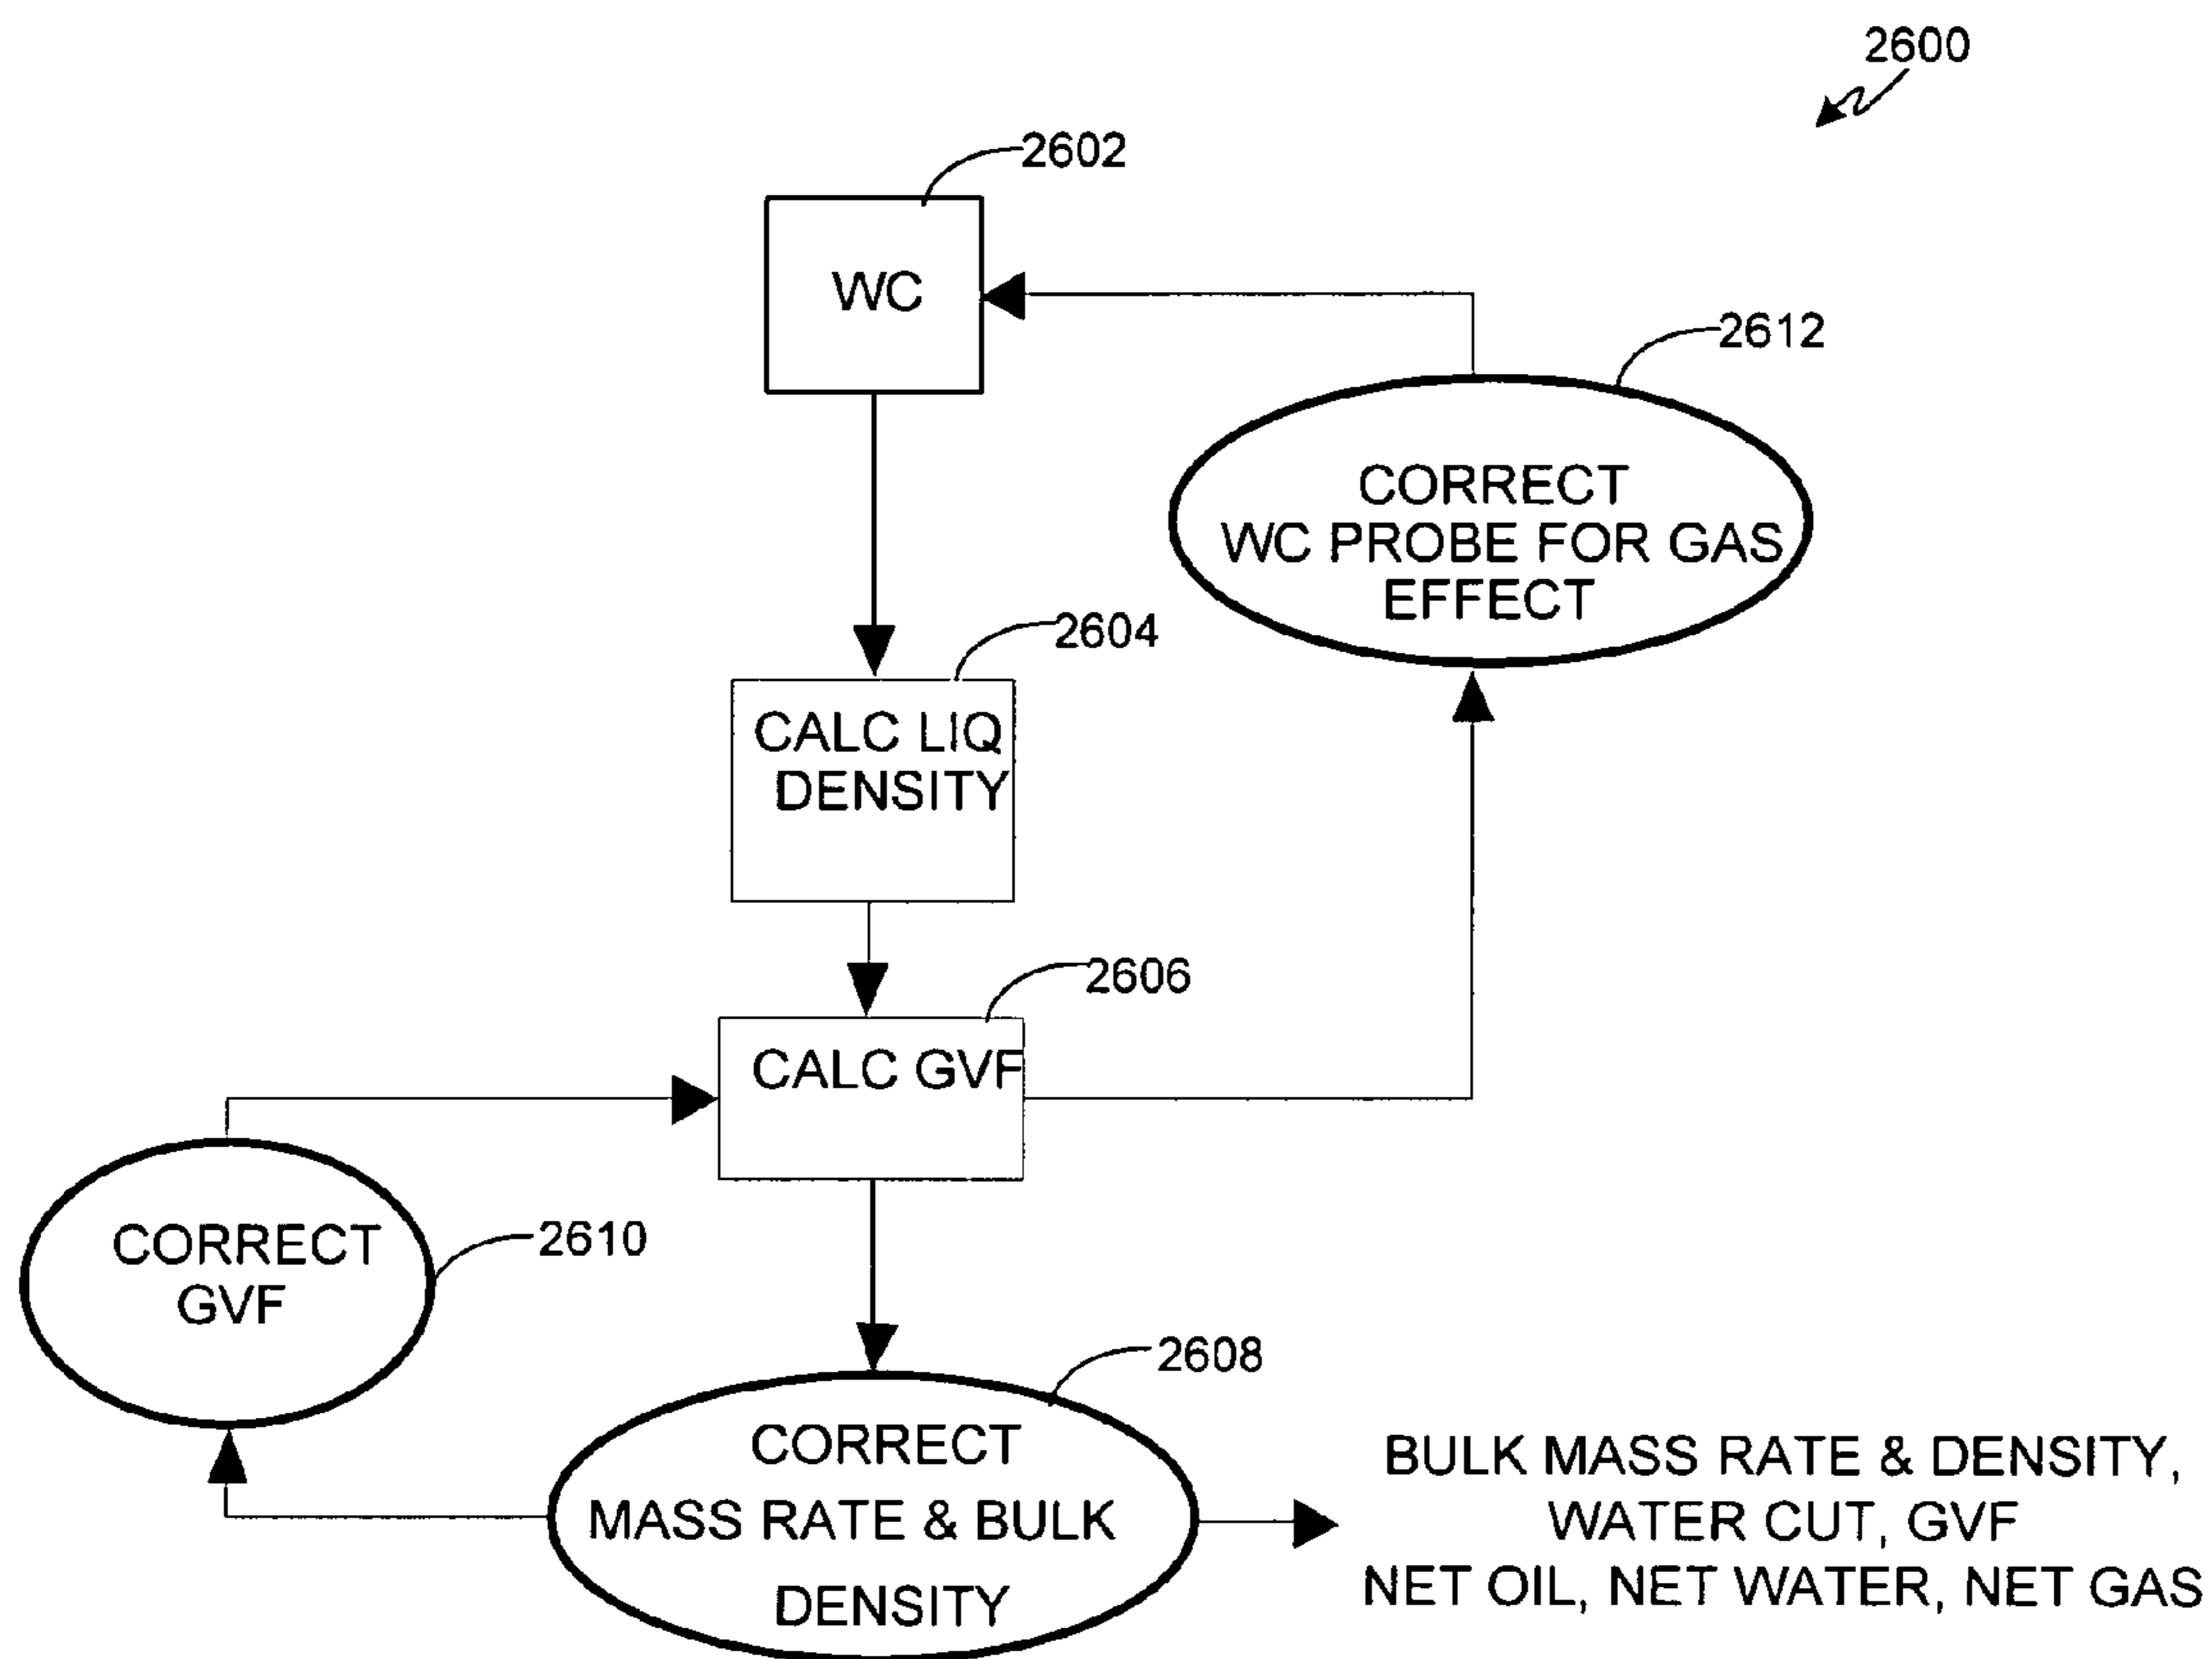 2600
2602
WC
2612
CORRECT
WC PROBE FOR GAS
EFFECT
2604
CALC LIQ
DENSITY
2606
CALC GVF
2610
CORRECT
GVF
2608
CORRECT
MASS RATE & BULK
DENSITY
BULK MASS RATE & DENSITY,
WATER CUT, GVF
NET OIL, NET WATER, NET GAS